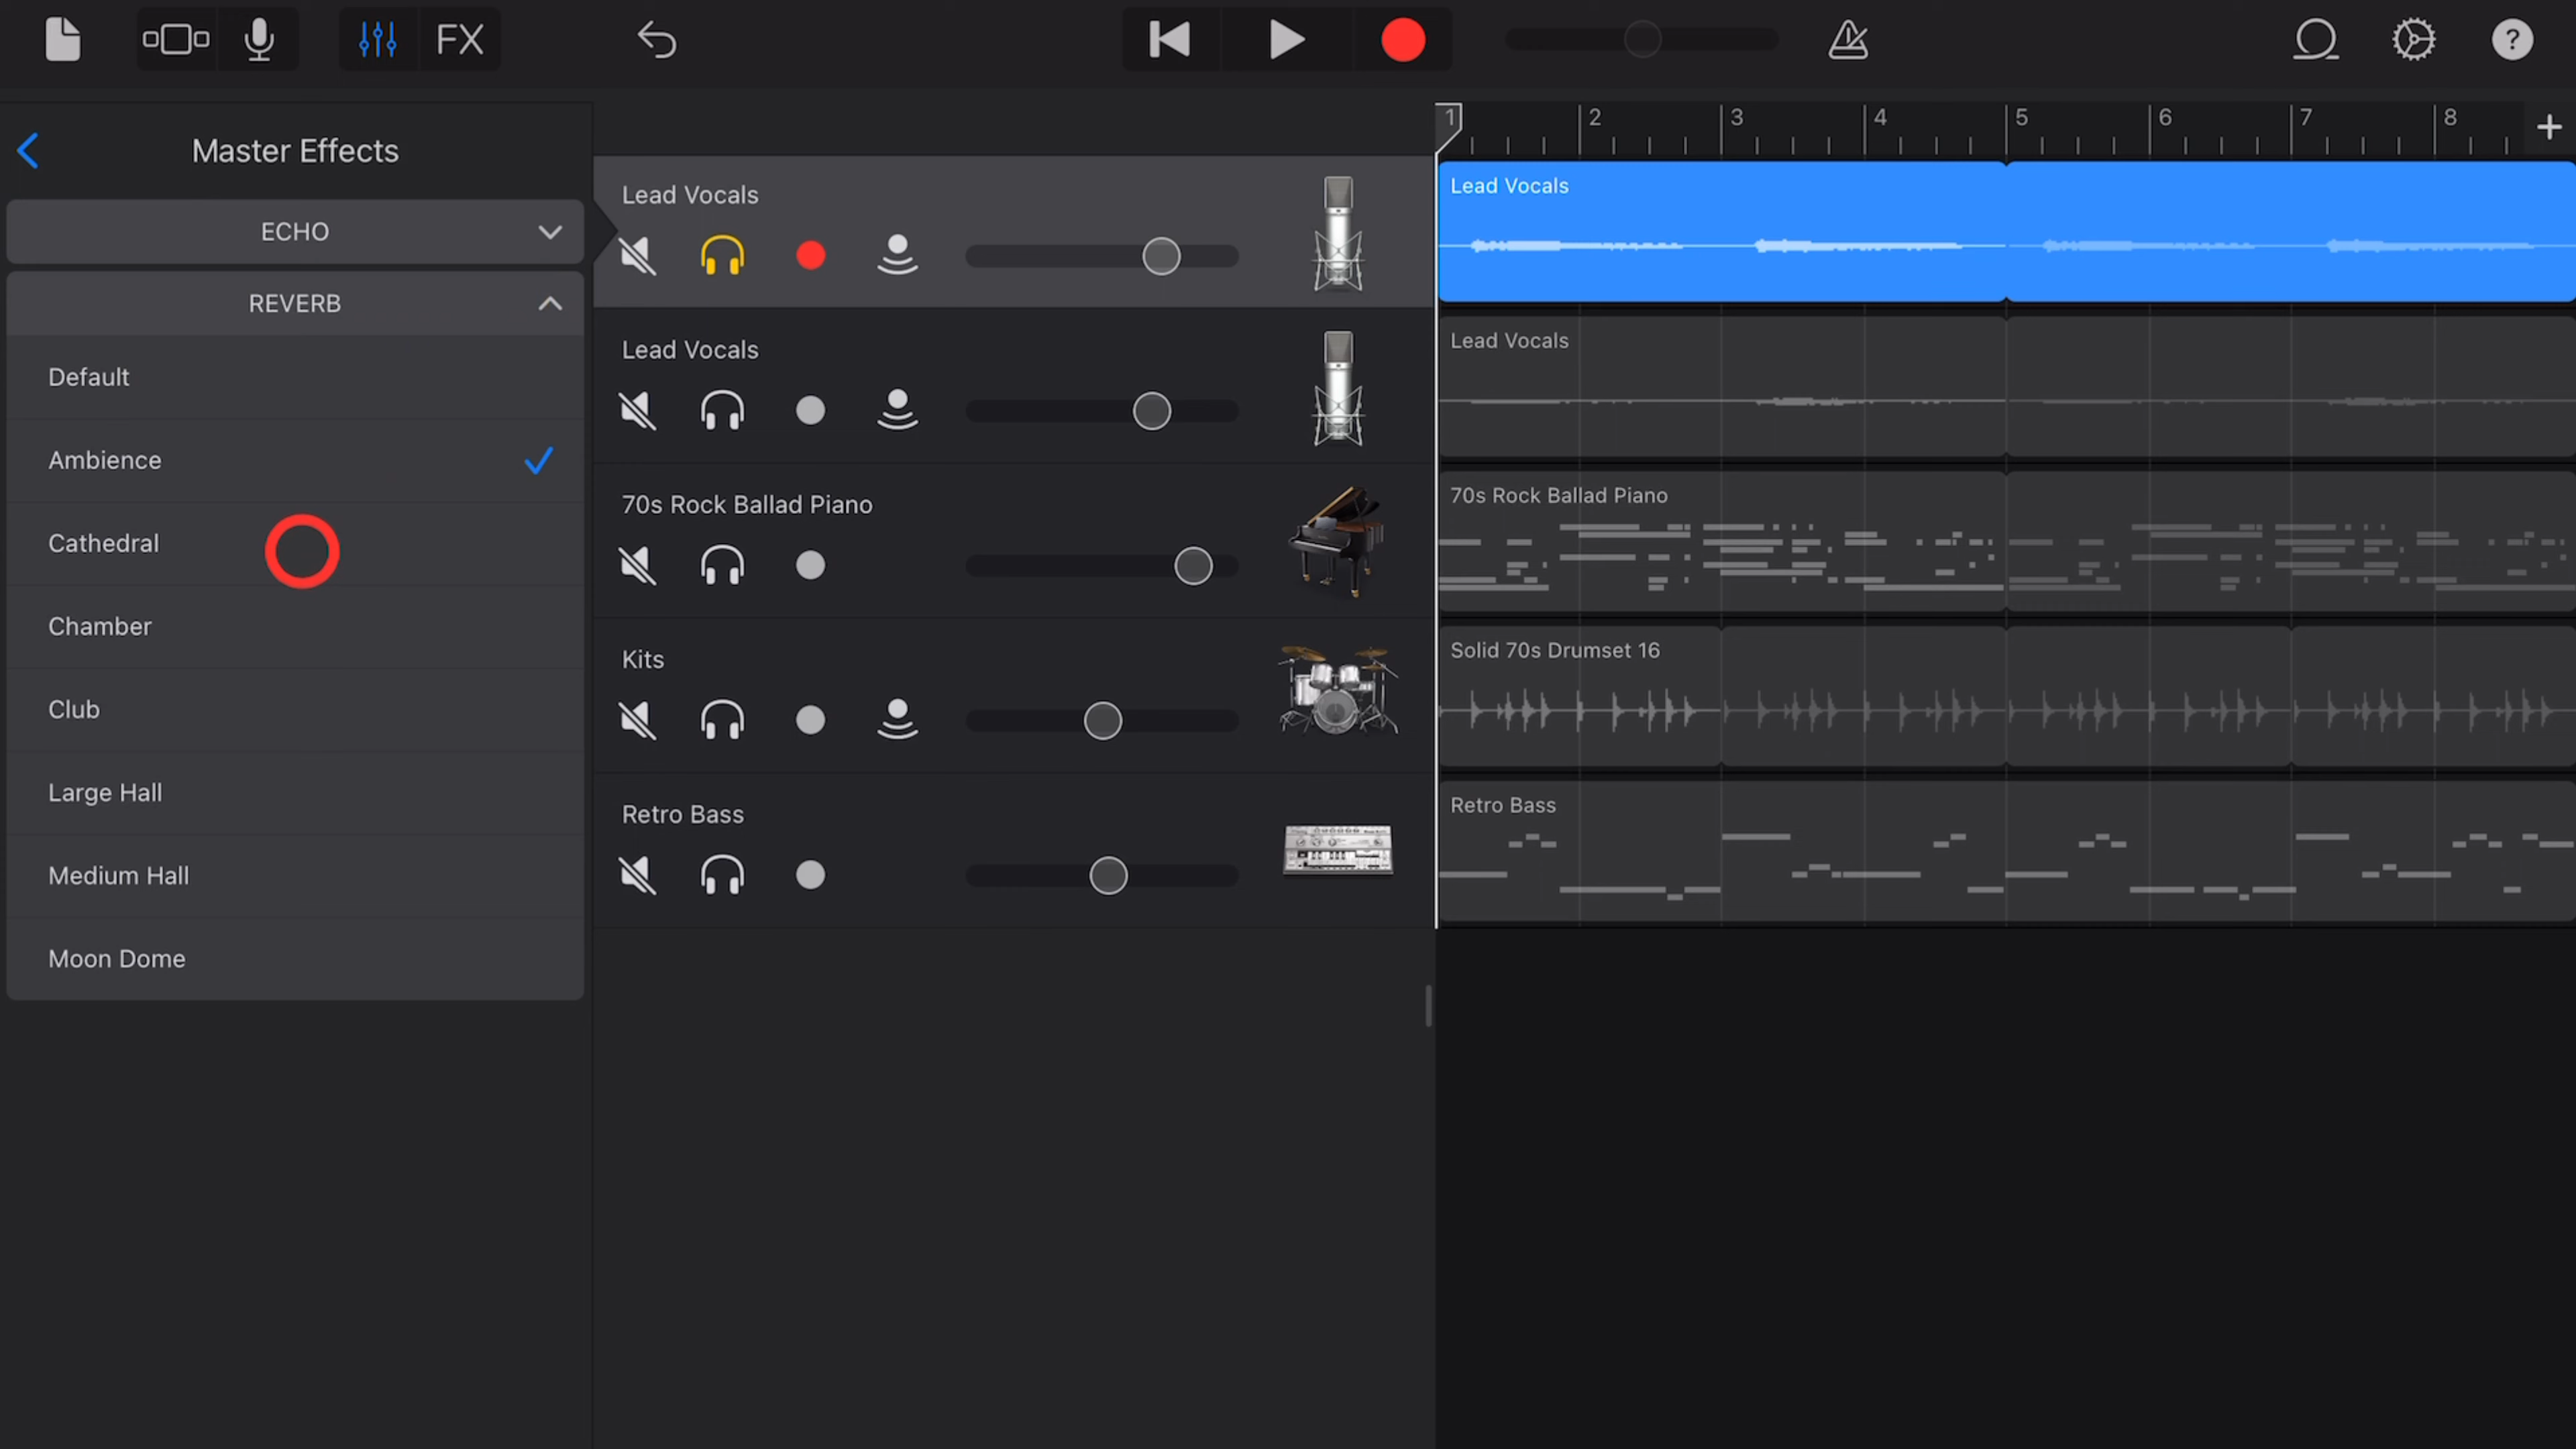 FX
?
Master Effects
ECHO
REVERB
Default
Ambience
Cathedral
Chamber
Club
Large Hall
Medium Hall
Moon Dome
Lead Vocals
Lead Vocals
70s Rock Ballad Piano
Kits
Retro Bass
1 2 3 4 5 6 7 8 +
Lead Vocals
Lead Vocals
70s Rock Ballad Piano
Solid 70s Drumset 16
Retro Bass